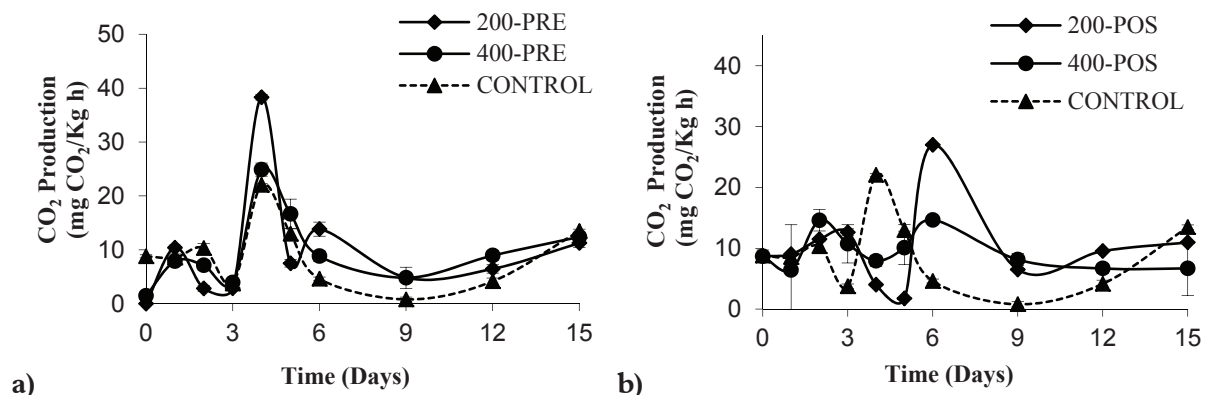 200-PRE
400-PRE
CONTROL
CO₂ Production
(mg CO₂/Kg h)
50
40
30
20
10
0
0 3 6 9 12 15
Time (Days)
a)
200-POS
400-POS
CONTROL
CO₂ Production
(mg CO₂/Kg h)
40
30
20
10
0
0 3 6 9 12 15
Time (Days)
b)